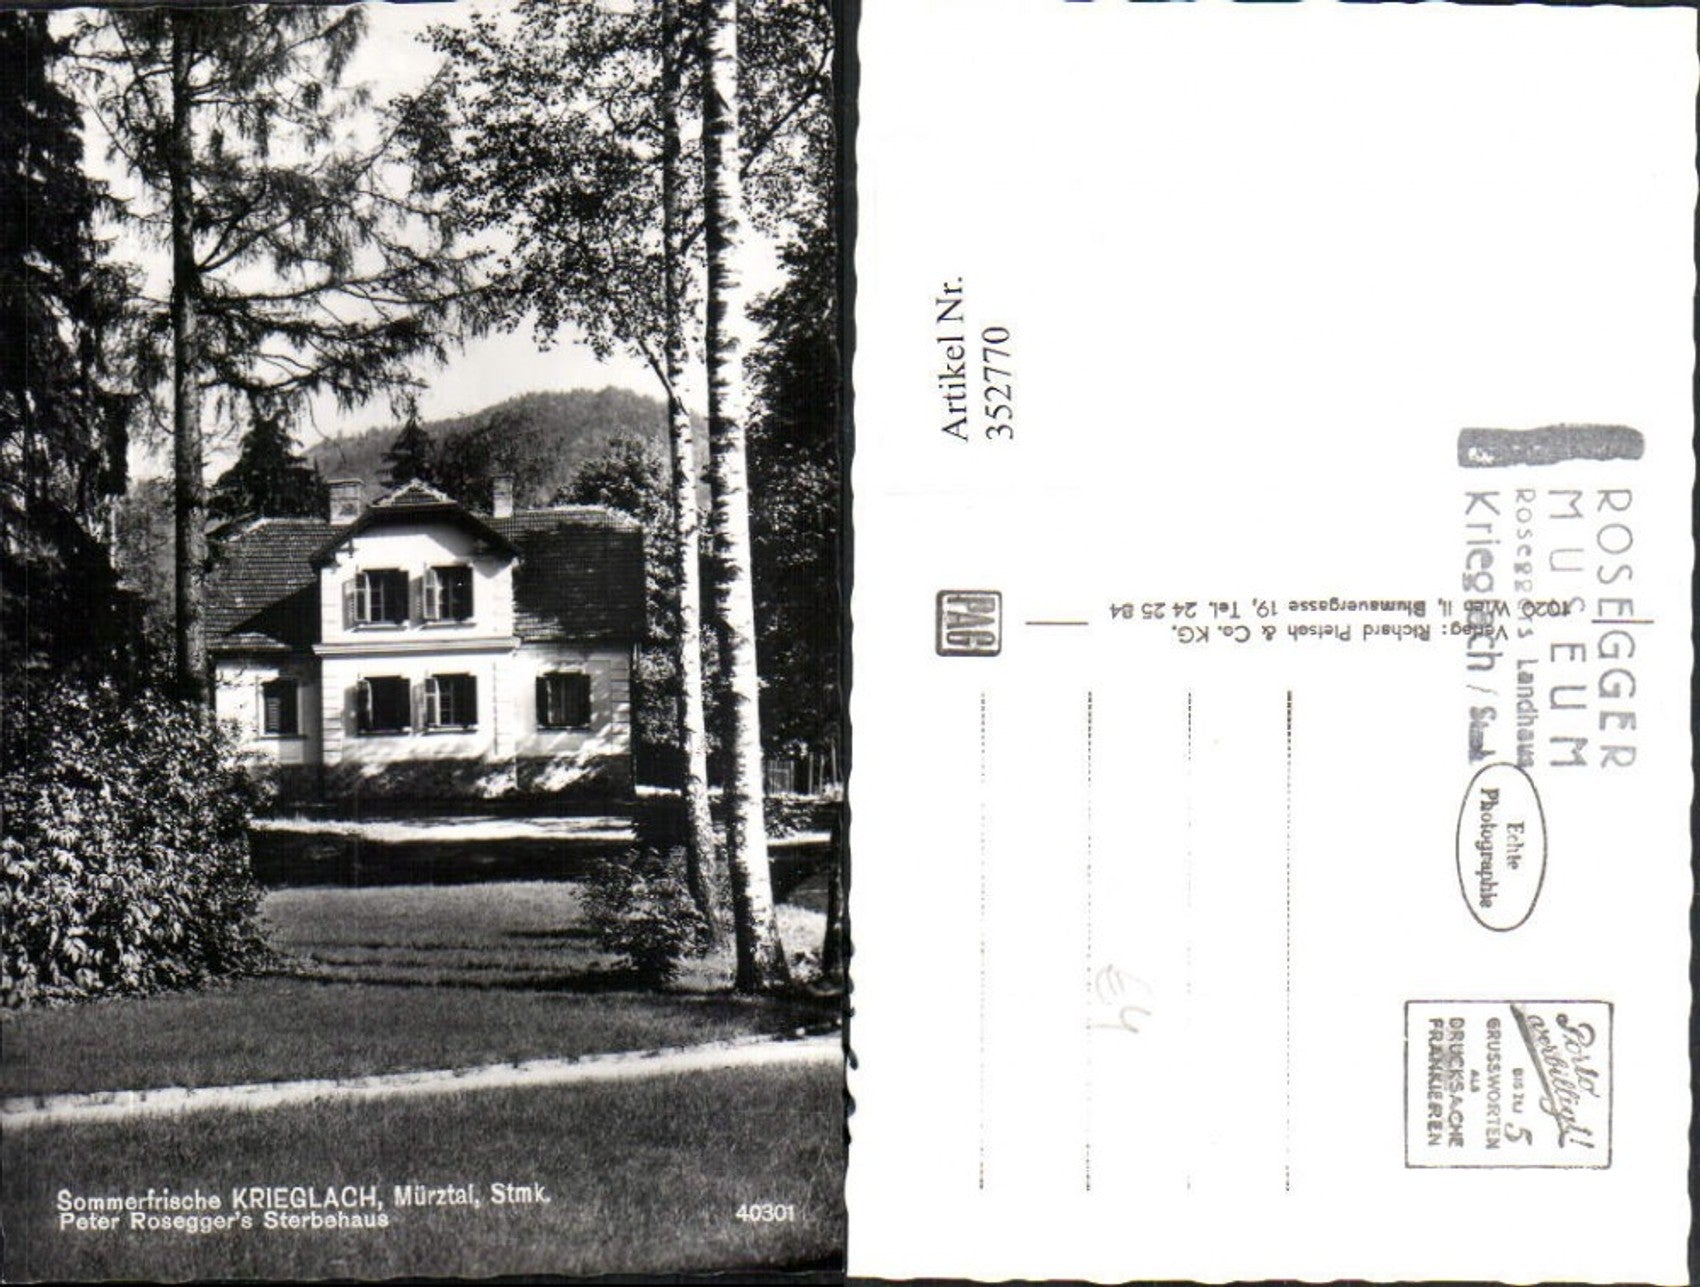 Sommerfrische KRIEGLACH, Mürztal, Stmk.
Peter Rosegger's Sterbehaus
40301
Artikel Nr.
352770
PAG
Verlag: Richard Pietsch & Co. KG,
1020 Wien II, Blumauergasse 19, Tel. 24 25 84
ROSEGGER
MUSEUM
Roseggers Landhaus
Krieglach /
Echte
Photographie
Porto
verbilligt!
BIS ZU 5
GRUSSWORTEN
ALS
DRUCKSACHE
FRANKIEREN